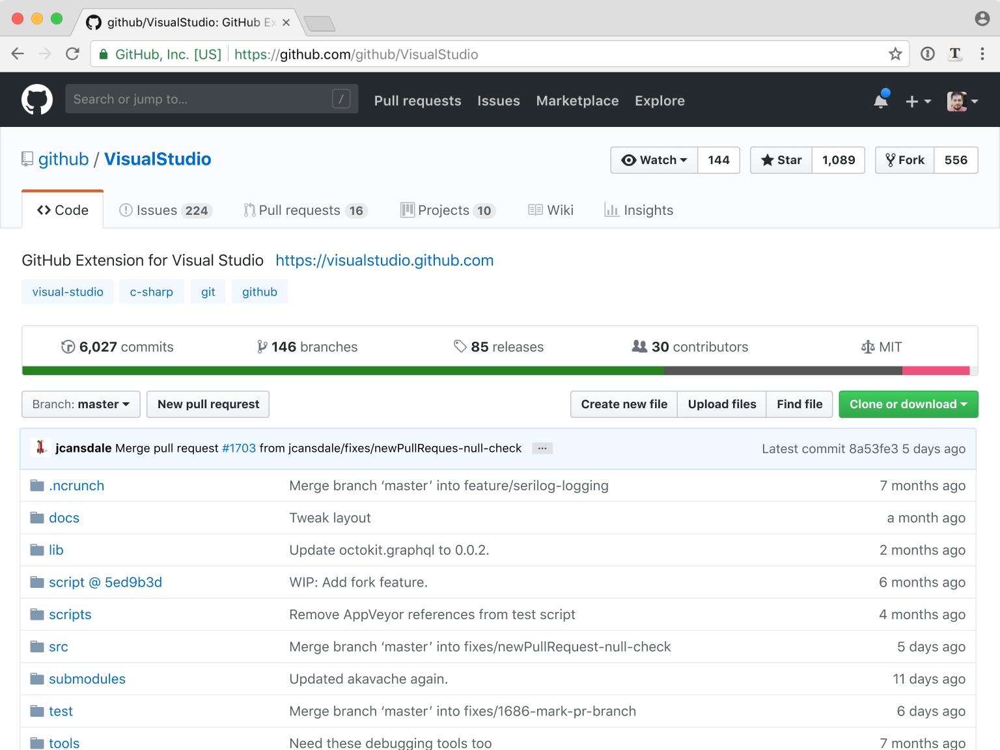 github/VisualStudio: GitHub Ex
GitHub, Inc. [US] https://github.com/github/VisualStudio
Search or jump to... / Pull requests Issues Marketplace Explore
github / VisualStudio Watch 144 Star 1,089 Fork 556
Code Issues 224 Pull requests 16 Projects 10 Wiki Insights
GitHub Extension for Visual Studio https://visualstudio.github.com
visual-studio c-sharp git github
6,027 commits 146 branches 85 releases 30 contributors MIT
Branch: master New pull requrest Create new file Upload files Find file Clone or download
jcansdale Merge pull request #1703 from jcansdale/fixes/newPullReques-null-check ... Latest commit 8a53fe3 5 days ago
.ncrunch Merge branch ‘master’ into feature/serilog-logging 7 months ago
docs Tweak layout a month ago
lib Update octokit.graphql to 0.0.2. 2 months ago
script @ 5ed9b3d WIP: Add fork feature. 6 months ago
scripts Remove AppVeyor references from test script 4 months ago
src Merge branch ‘master’ into fixes/newPullRequest-null-check 5 days ago
submodules Updated akavache again. 11 days ago
test Merge branch ‘master’ into fixes/1686-mark-pr-branch 6 days ago
tools Need these debugging tools too 7 months ago